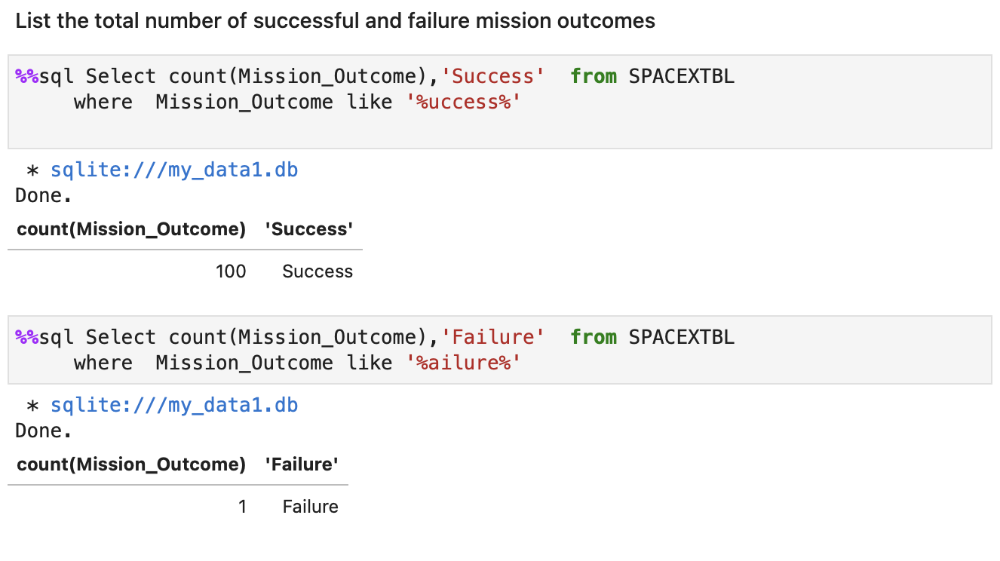 List the total number of successful and failure mission outcomes
%%sql Select count(Mission_Outcome),'Success'  from SPACEXTBL
     where  Mission_Outcome like '%uccess%'
 * sqlite:///my_data1.db
Done.
count(Mission_Outcome) 'Success'
100 Success
%%sql Select count(Mission_Outcome),'Failure'  from SPACEXTBL
     where  Mission_Outcome like '%ailure%'
 * sqlite:///my_data1.db
Done.
count(Mission_Outcome) 'Failure'
1 Failure